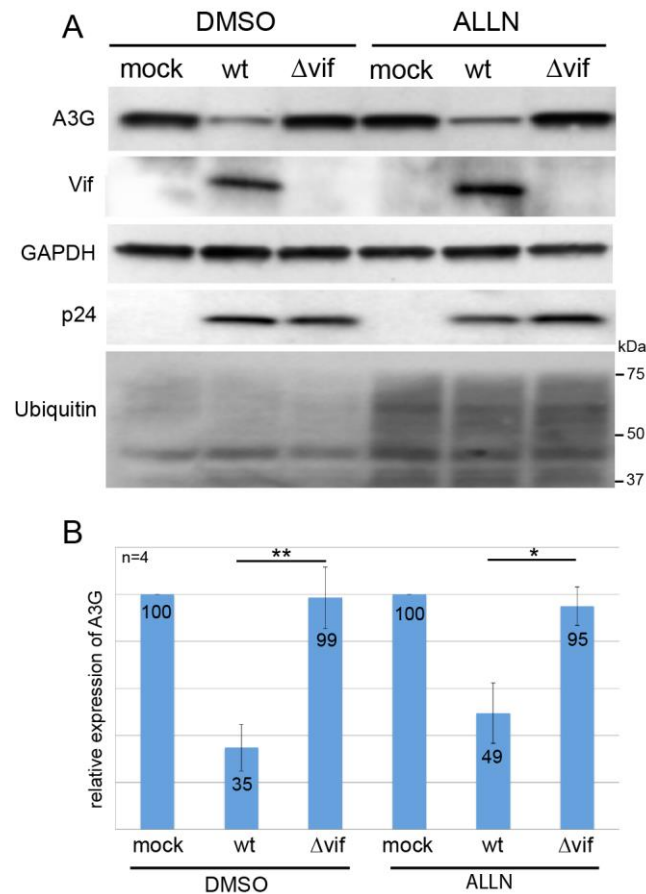 A
DMSO ALLN
mock wt Δvif mock wt Δvif
A3G
Vif
GAPDH
p24
kDa
75
Ubiquitin
50
37
B
n=4
** *
relative expression of A3G
100 35 99 100 49 95
mock wt Δvif mock wt Δvif
DMSO ALLN